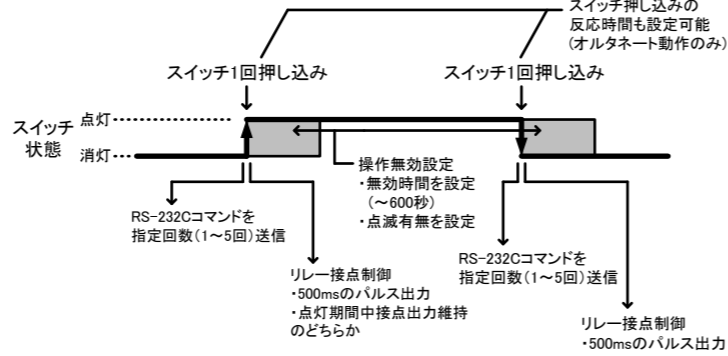 スイッチ押し込みの
反応時間も設定可能
(オルタネート動作のみ)
スイッチ1回押し込み
スイッチ1回押し込み
スイッチ
状態
点灯
消灯
操作無効設定
・無効時間を設定
(～600秒)
・点滅有無を設定
RS-232Cコマンドを
指定回数(1～5回)送信
リレー接点制御
・500msのパルス出力
・点灯期間中接点出力維持
のどちらか
RS-232Cコマンドを
指定回数(1～5回)送信
リレー接点制御
・500msのパルス出力